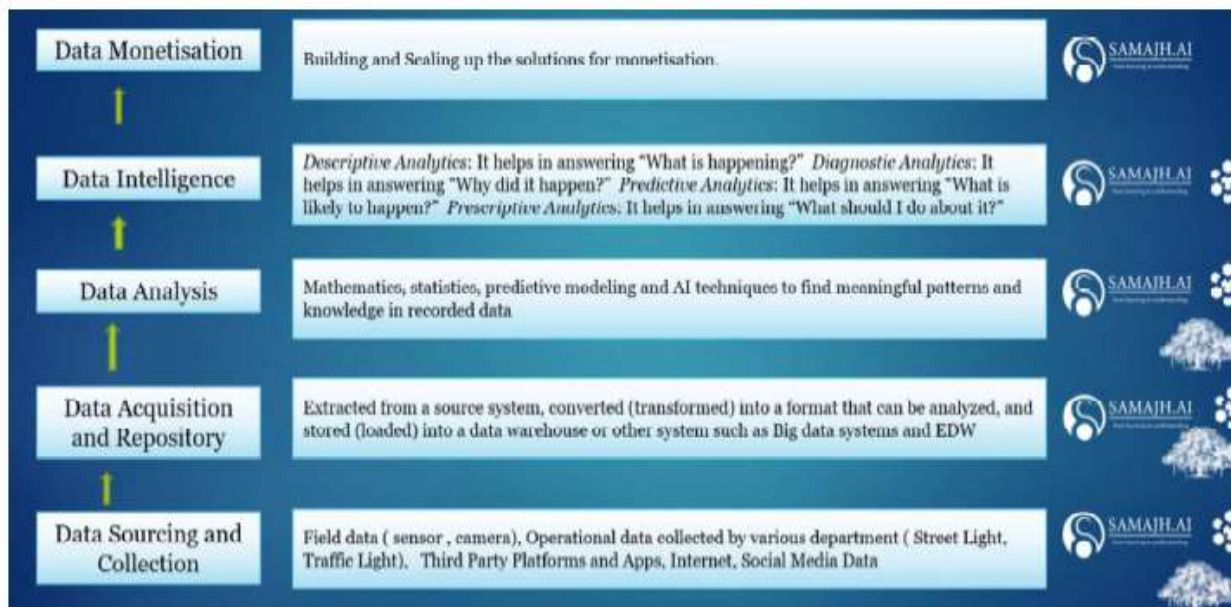 Data Monetisation
Building and Scaling up the solutions for monetisation.
SAMAJH.AI
Data Intelligence
Descriptive Analytics: It helps in answering “What is happening?” Diagnostic Analytics: It
helps in answering “Why did it happen?” Predictive Analytics: It helps in answering “What is
likely to happen?” Prescriptive Analytics: It helps in answering “What should I do about it?”
SAMAJH.AI
Data Analysis
Mathematics, statistics, predictive modeling and AI techniques to find meaningful patterns and
knowledge in recorded data
SAMAJH.AI
Data Acquisition
and Repository
Extracted from a source system, converted (transformed) into a format that can be analyzed, and
stored (loaded) into a data warehouse or other system such as Big data systems and EDW
SAMAJH.AI
Data Sourcing and
Collection
Field data ( sensor , camera), Operational data collected by various department ( Street Light,
Traffic Light), Third Party Platforms and Apps, Internet, Social Media Data
SAMAJH.AI